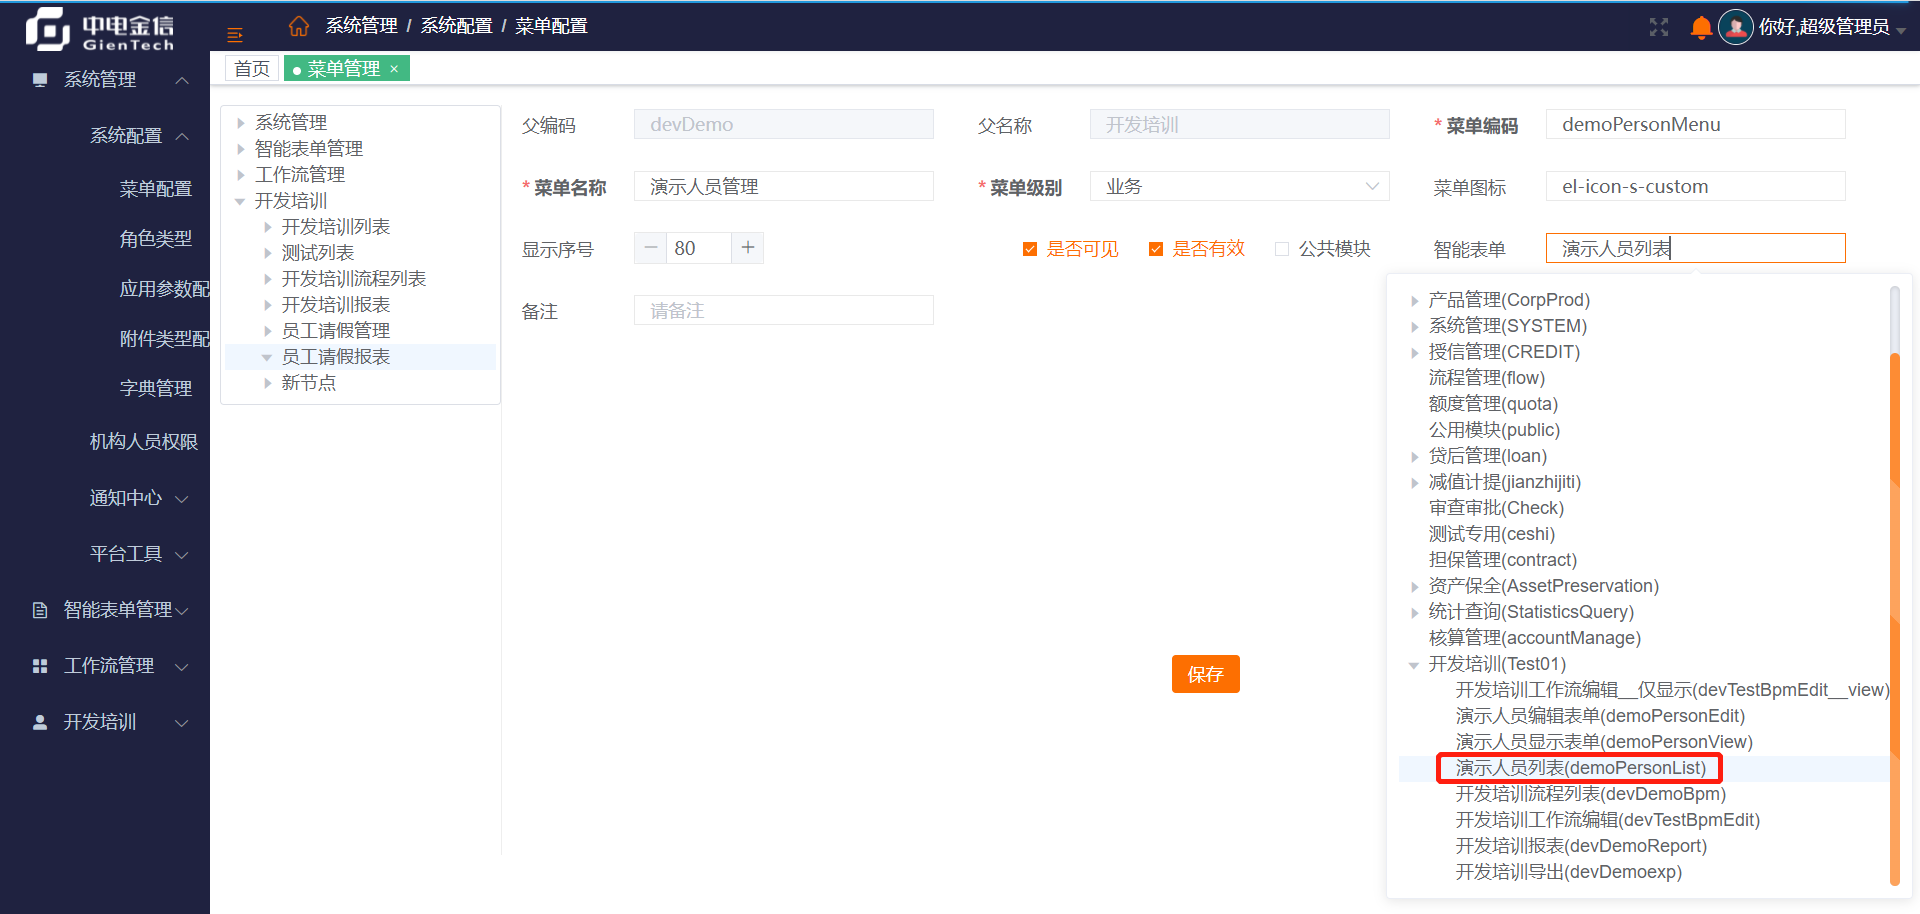 中电金信
GienTech
系统管理 / 系统配置 / 菜单配置
你好,超级管理员
首页
菜单管理 ×
系统管理
系统配置
菜单配置
角色类型
应用参数配
附件类型配
字典管理
机构人员权限
通知中心
平台工具
智能表单管理
工作流管理
开发培训
系统管理
智能表单管理
工作流管理
开发培训
开发培训列表
测试列表
开发培训流程列表
开发培训报表
员工请假管理
员工请假报表
新节点
父编码 devDemo 父名称 开发培训 * 菜单编码 demoPersonMenu
* 菜单名称 演示人员管理 * 菜单级别 业务 菜单图标 el-icon-s-custom
显示序号 − 80 + 是否可见 是否有效 公共模块 智能表单 演示人员列表
备注 请备注
保存
产品管理(CorpProd)
系统管理(SYSTEM)
授信管理(CREDIT)
流程管理(flow)
额度管理(quota)
公用模块(public)
贷后管理(loan)
减值计提(jianzhijiti)
审查审批(Check)
测试专用(ceshi)
担保管理(contract)
资产保全(AssetPreservation)
统计查询(StatisticsQuery)
核算管理(accountManage)
开发培训(Test01)
开发培训工作流编辑__仅显示(devTestBpmEdit__view)
演示人员编辑表单(demoPersonEdit)
演示人员显示表单(demoPersonView)
演示人员列表(demoPersonList)
开发培训流程列表(devDemoBpm)
开发培训工作流编辑(devTestBpmEdit)
开发培训报表(devDemoReport)
开发培训导出(devDemoexp)